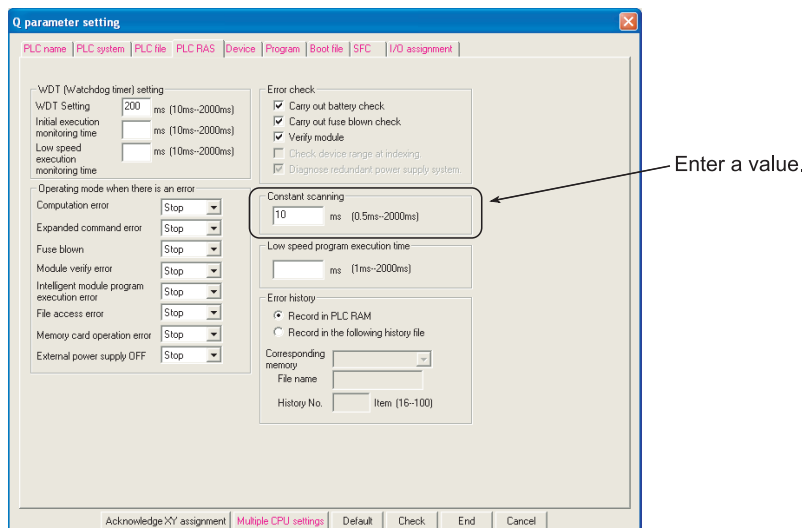 Q parameter setting
PLC name PLC system PLC file PLC RAS Device Program Boot file SFC I/O assignment
WDT (Watchdog timer) setting
WDT Setting 200 ms (10ms--2000ms)
Initial execution monitoring time ms (10ms--2000ms)
Low speed execution monitoring time ms (10ms--2000ms)
Operating mode when there is an error
Computation error Stop
Expanded command error Stop
Fuse blown Stop
Module verify error Stop
Intelligent module program execution error Stop
File access error Stop
Memory card operation error Stop
External power supply OFF Stop
Error check
Carry out battery check
Carry out fuse blown check
Verify module
Check device range at indexing.
Diagnose redundant power supply system.
Constant scanning
10 ms (0.5ms--2000ms)
Enter a value.
Low speed program execution time
ms (1ms--2000ms)
Error history
Record in PLC RAM
Record in the following history file
Corresponding memory
File name
History No. Item (16--100)
Acknowledge XY assignment Multiple CPU settings Default Check End Cancel